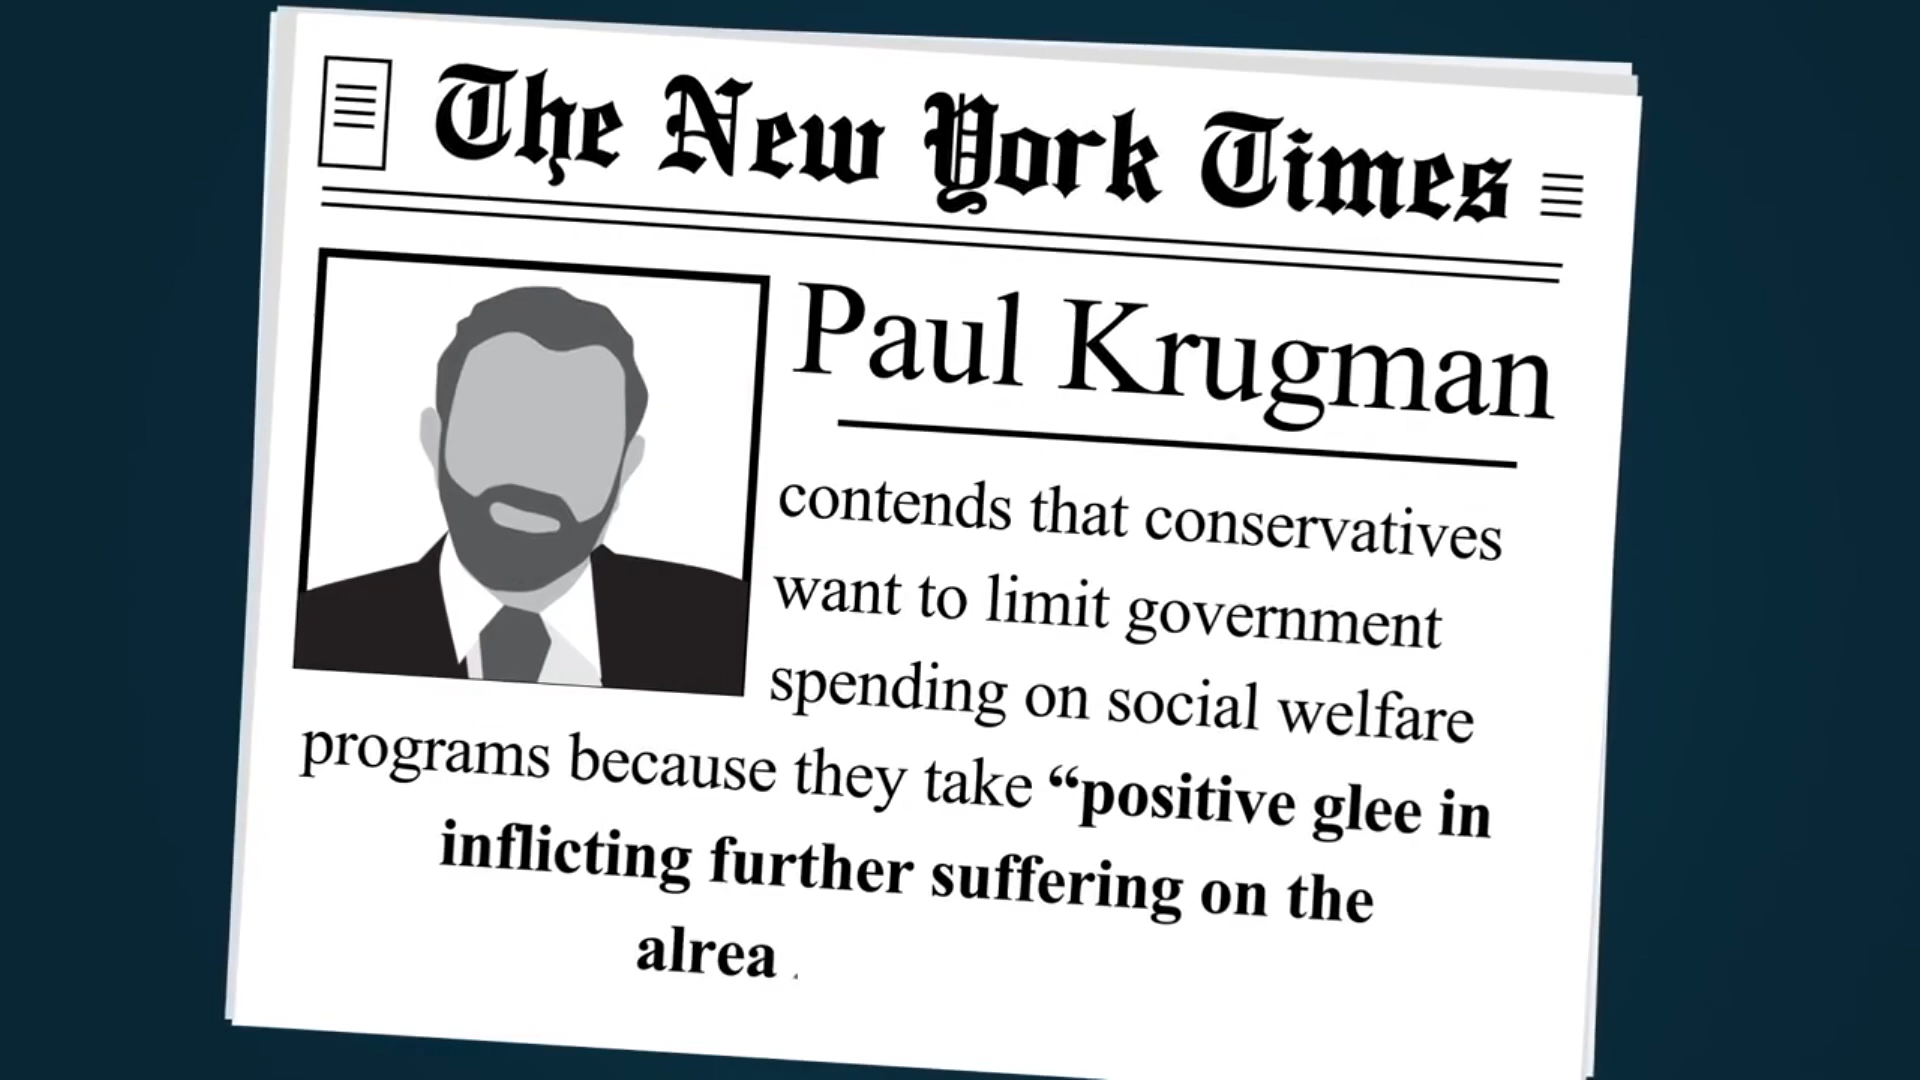 The New York Times
Paul Krugman
contends that conservatives
want to limit government
spending on social welfare
programs because they take “positive glee in
inflicting further suffering on the
alrea